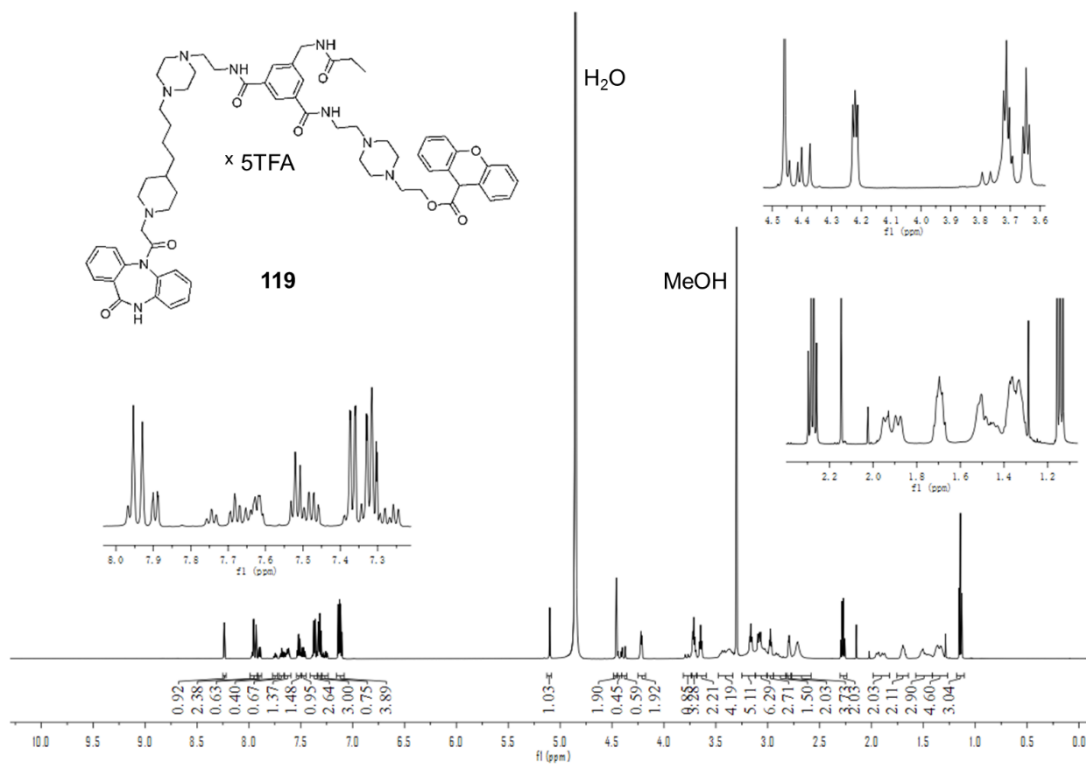 H₂O
MeOH
x 5TFA
119
NH
O
N
N
H
N
O
O
H
N
O
N
N
O
O
O
N
N
N
O
N
O
N
H
4.5 4.4 4.3 4.2 4.1 4.0 3.9 3.8 3.7 3.6
f1 (ppm)
2.2 2.0 1.8 1.6 1.4 1.2
f1 (ppm)
8.0 7.9 7.8 7.7 7.6 7.5 7.4 7.3
f1 (ppm)
0.92
2.38
0.63
0.40
0.67
1.37
1.48
0.95
2.64
3.00
0.75
3.89
1.03
1.90
0.45
0.59
1.92
3.28
2.21
4.19
5.11
6.29
2.71
1.50
2.03
3.73
2.03
2.03
2.11
2.90
4.60
3.04
10.0 9.5 9.0 8.5 8.0 7.5 7.0 6.5 6.0 5.5 5.0 4.5 4.0 3.5 3.0 2.5 2.0 1.5 1.0 0.5
f1 (ppm)